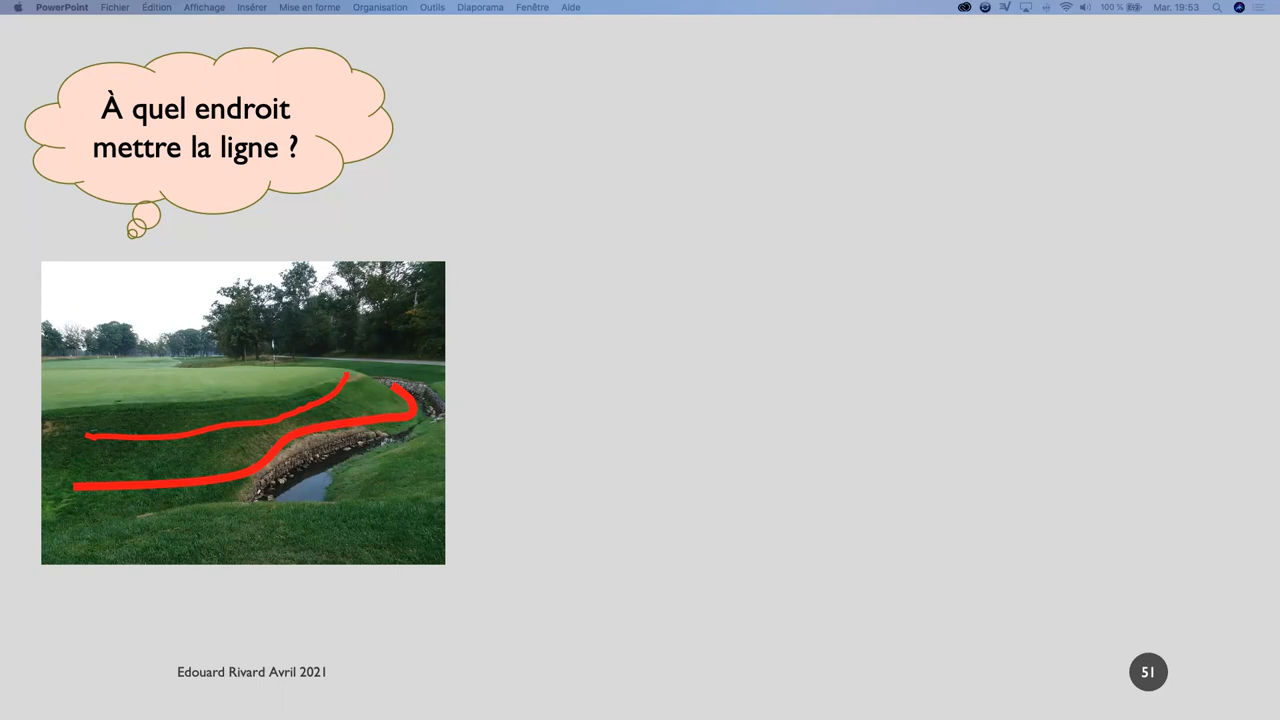 PowerPoint Fichier Édition Affichage Insérer Mise en forme Organisation Outils Diaporama Fenêtre Aide 100 % Mar. 19:53
À quel endroit
mettre la ligne ?
Edouard Rivard Avril 2021
51